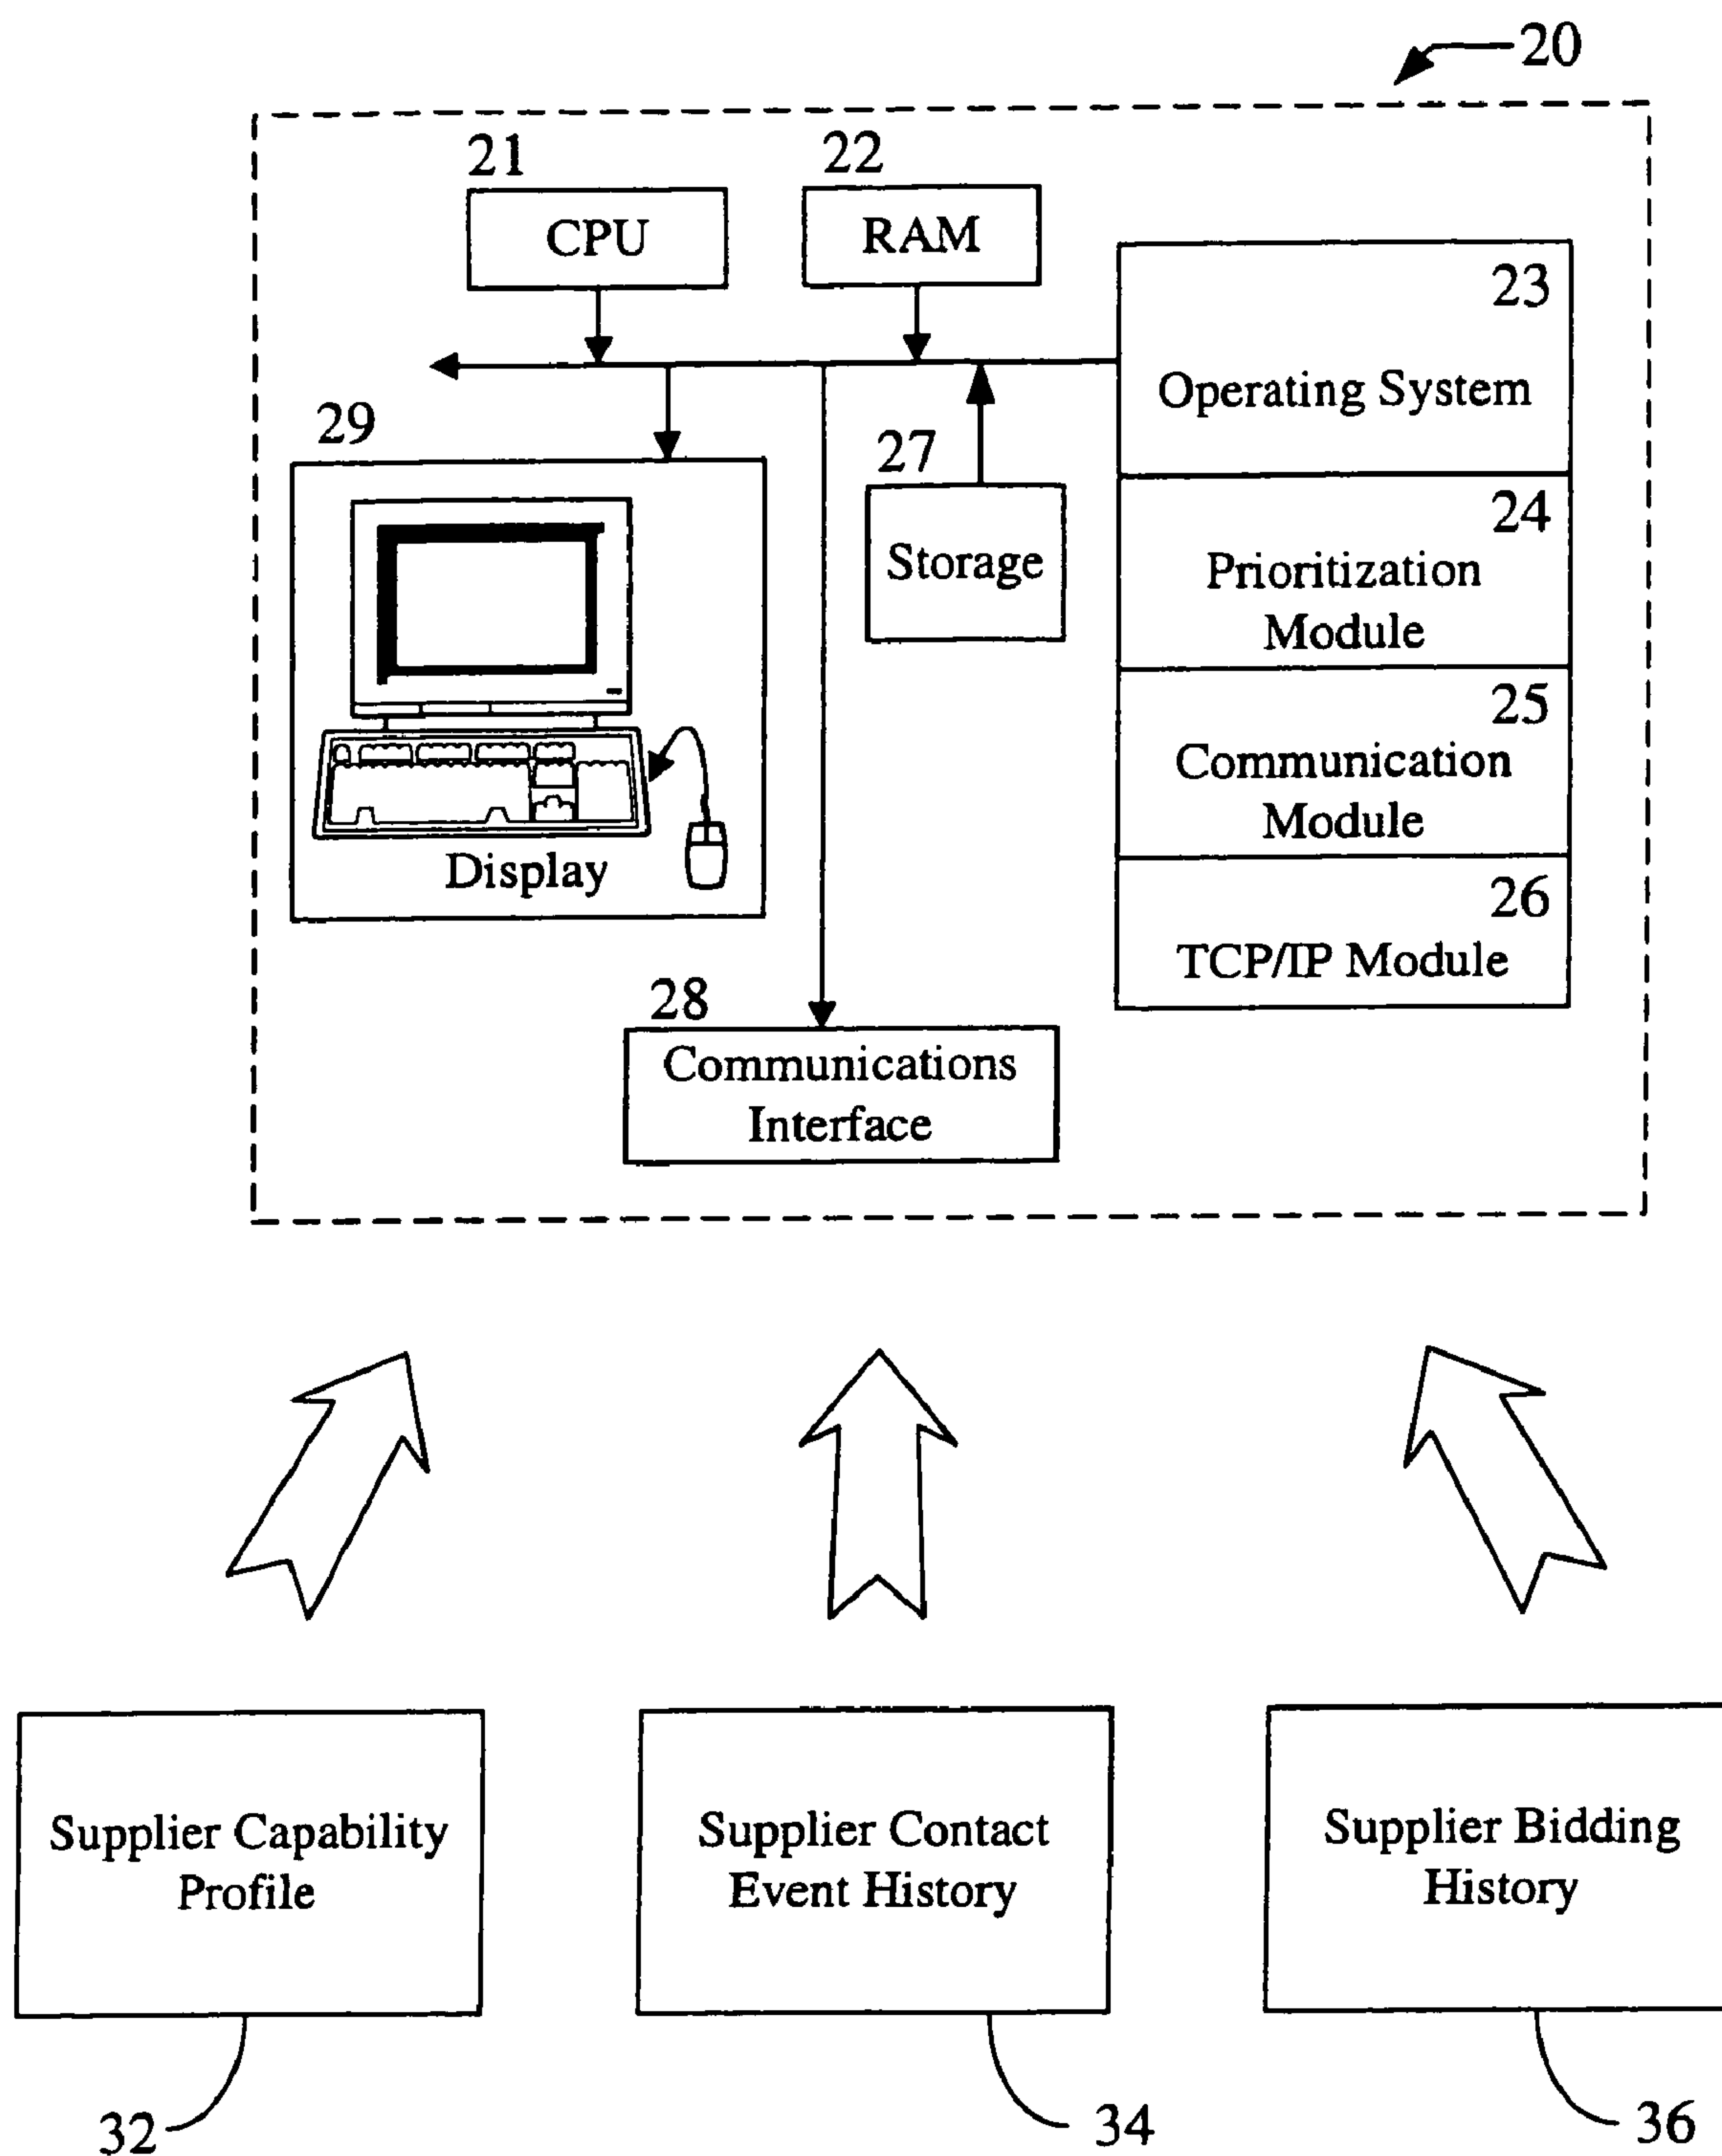 20
21
22
CPU
RAM
23
Operating System
29
27
Storage
24
Prioritization
Module
25
Communication
Module
Display
26
TCP/IP Module
28
Communications
Interface
Supplier Capability
Profile
Supplier Contact
Event History
Supplier Bidding
History
32
34
36